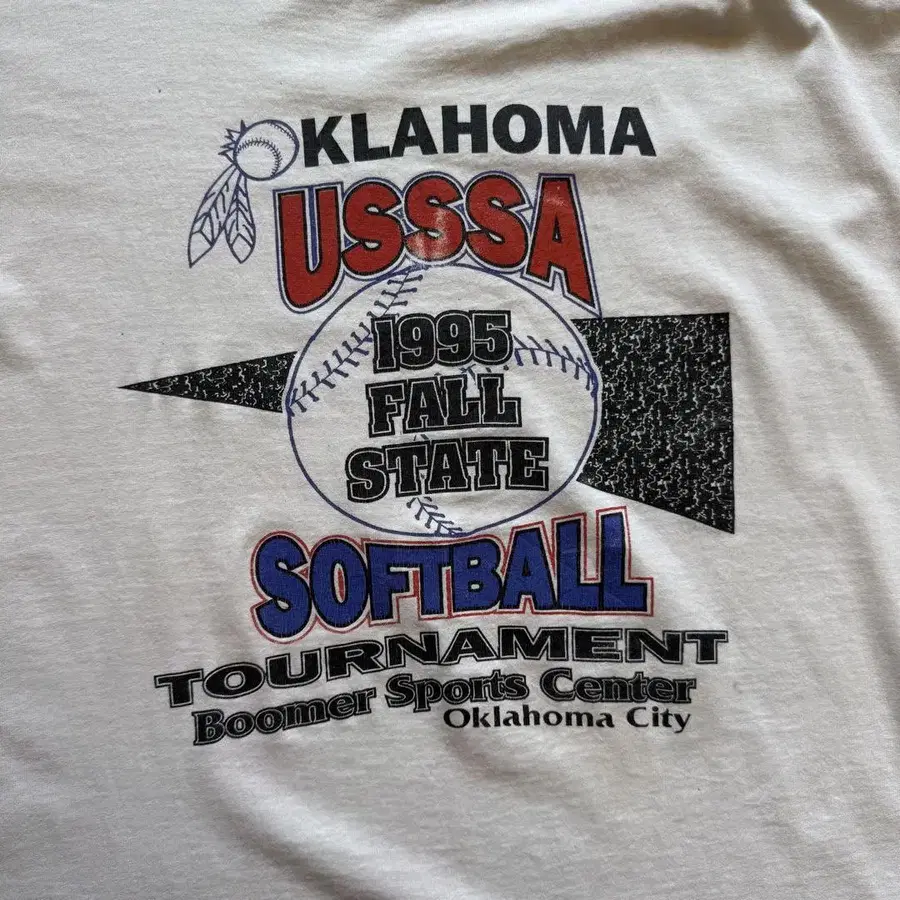 OKLAHOMA
USSSA
1995
FALL
STATE
SOFTBALL
TOURNAMENT
Boomer Sports Center
Oklahoma City